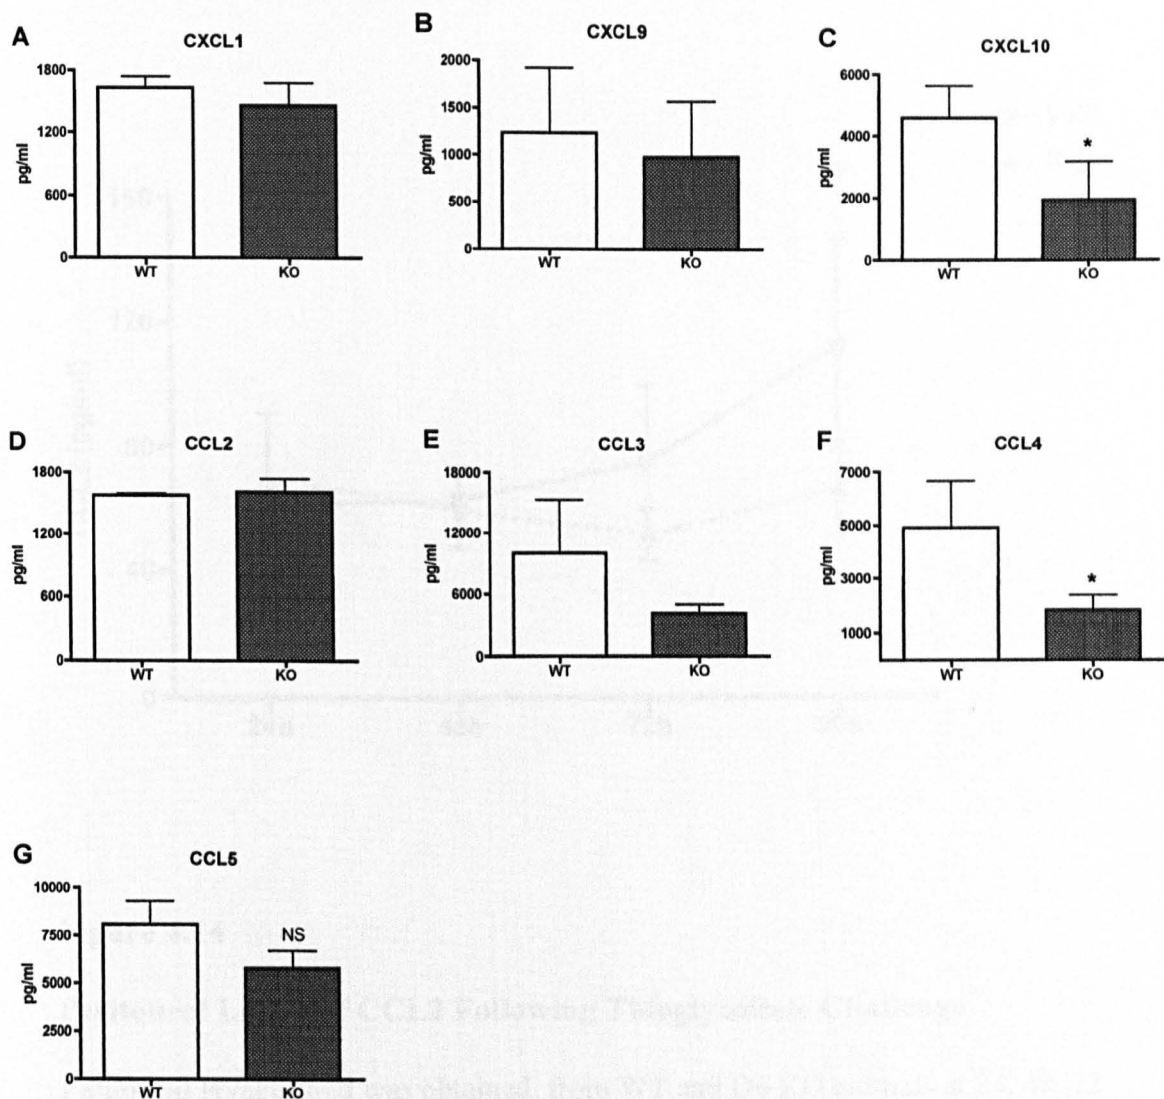 A
CXCL1
pg/ml
1800
1200
600
0
WT KO
B
CXCL9
pg/ml
2000
1500
1000
500
0
WT KO
C
CXCL10
pg/ml
6000
4000
2000
0
*
WT KO
D
CCL2
pg/ml
1800
1200
600
0
WT KO
E
CCL3
pg/ml
18000
12000
6000
0
WT KO
F
CCL4
pg/ml
7000
5000
3000
1000
*
WT KO
G
CCL5
pg/ml
10000
7500
5000
2500
0
NS
WT KO